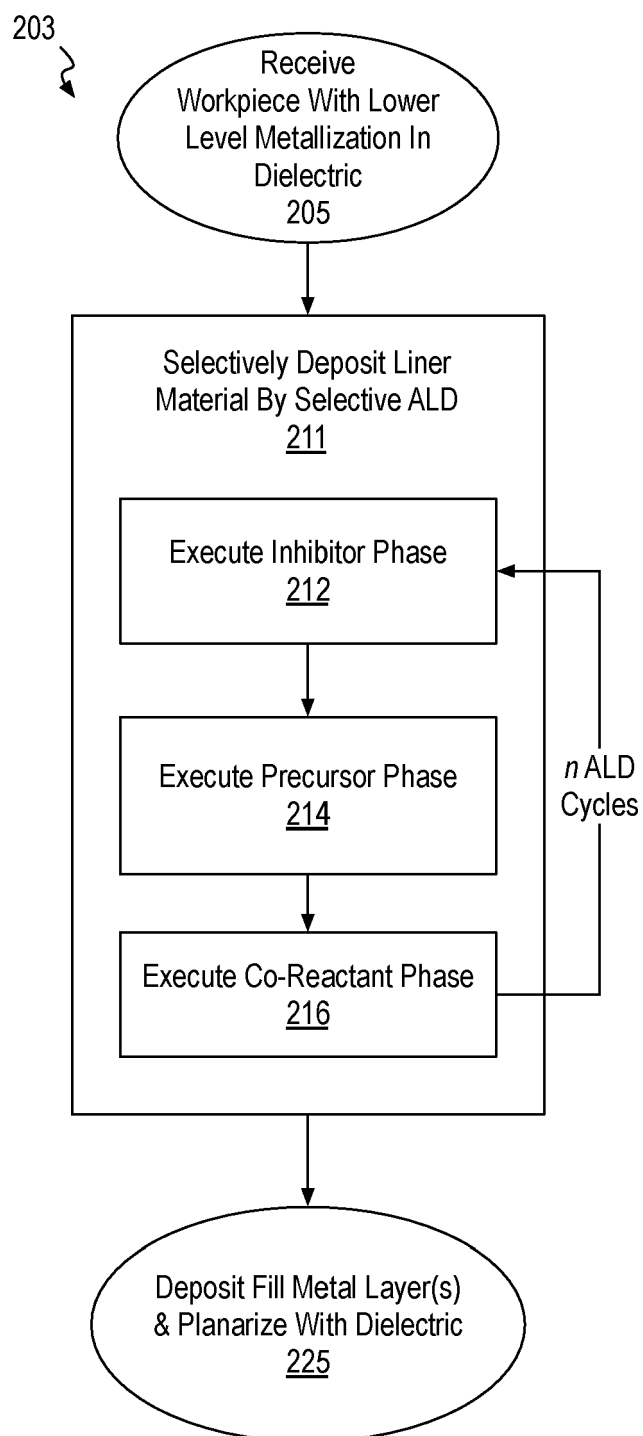 203
Receive
Workpiece With Lower
Level Metallization In
Dielectric
205
Selectively Deposit Liner
Material By Selective ALD
211
Execute Inhibitor Phase
212
Execute Precursor Phase
214
n ALD
Cycles
Execute Co-Reactant Phase
216
Deposit Fill Metal Layer(s)
& Planarize With Dielectric
225